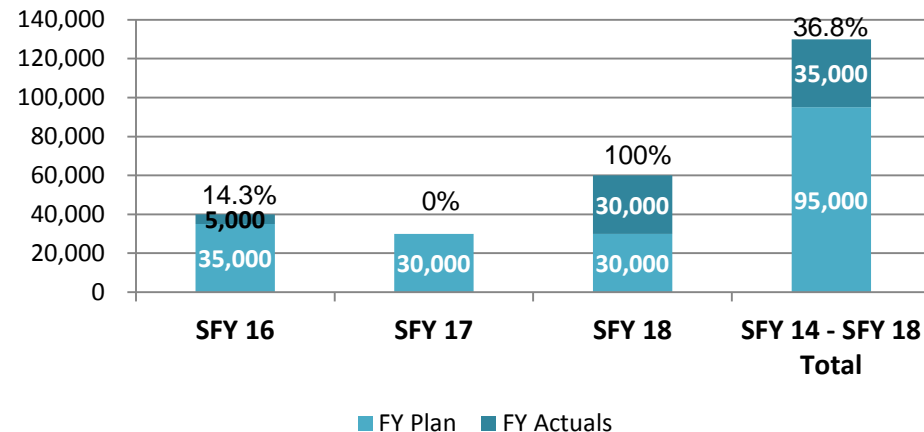 140,000
120,000
100,000
80,000
60,000
40,000
20,000
0
14.3%
5,000
35,000
0%
30,000
100%
30,000
30,000
36.8%
35,000
95,000
SFY 16
SFY 17
SFY 18
SFY 14 - SFY 18
Total
FY Plan
FY Actuals